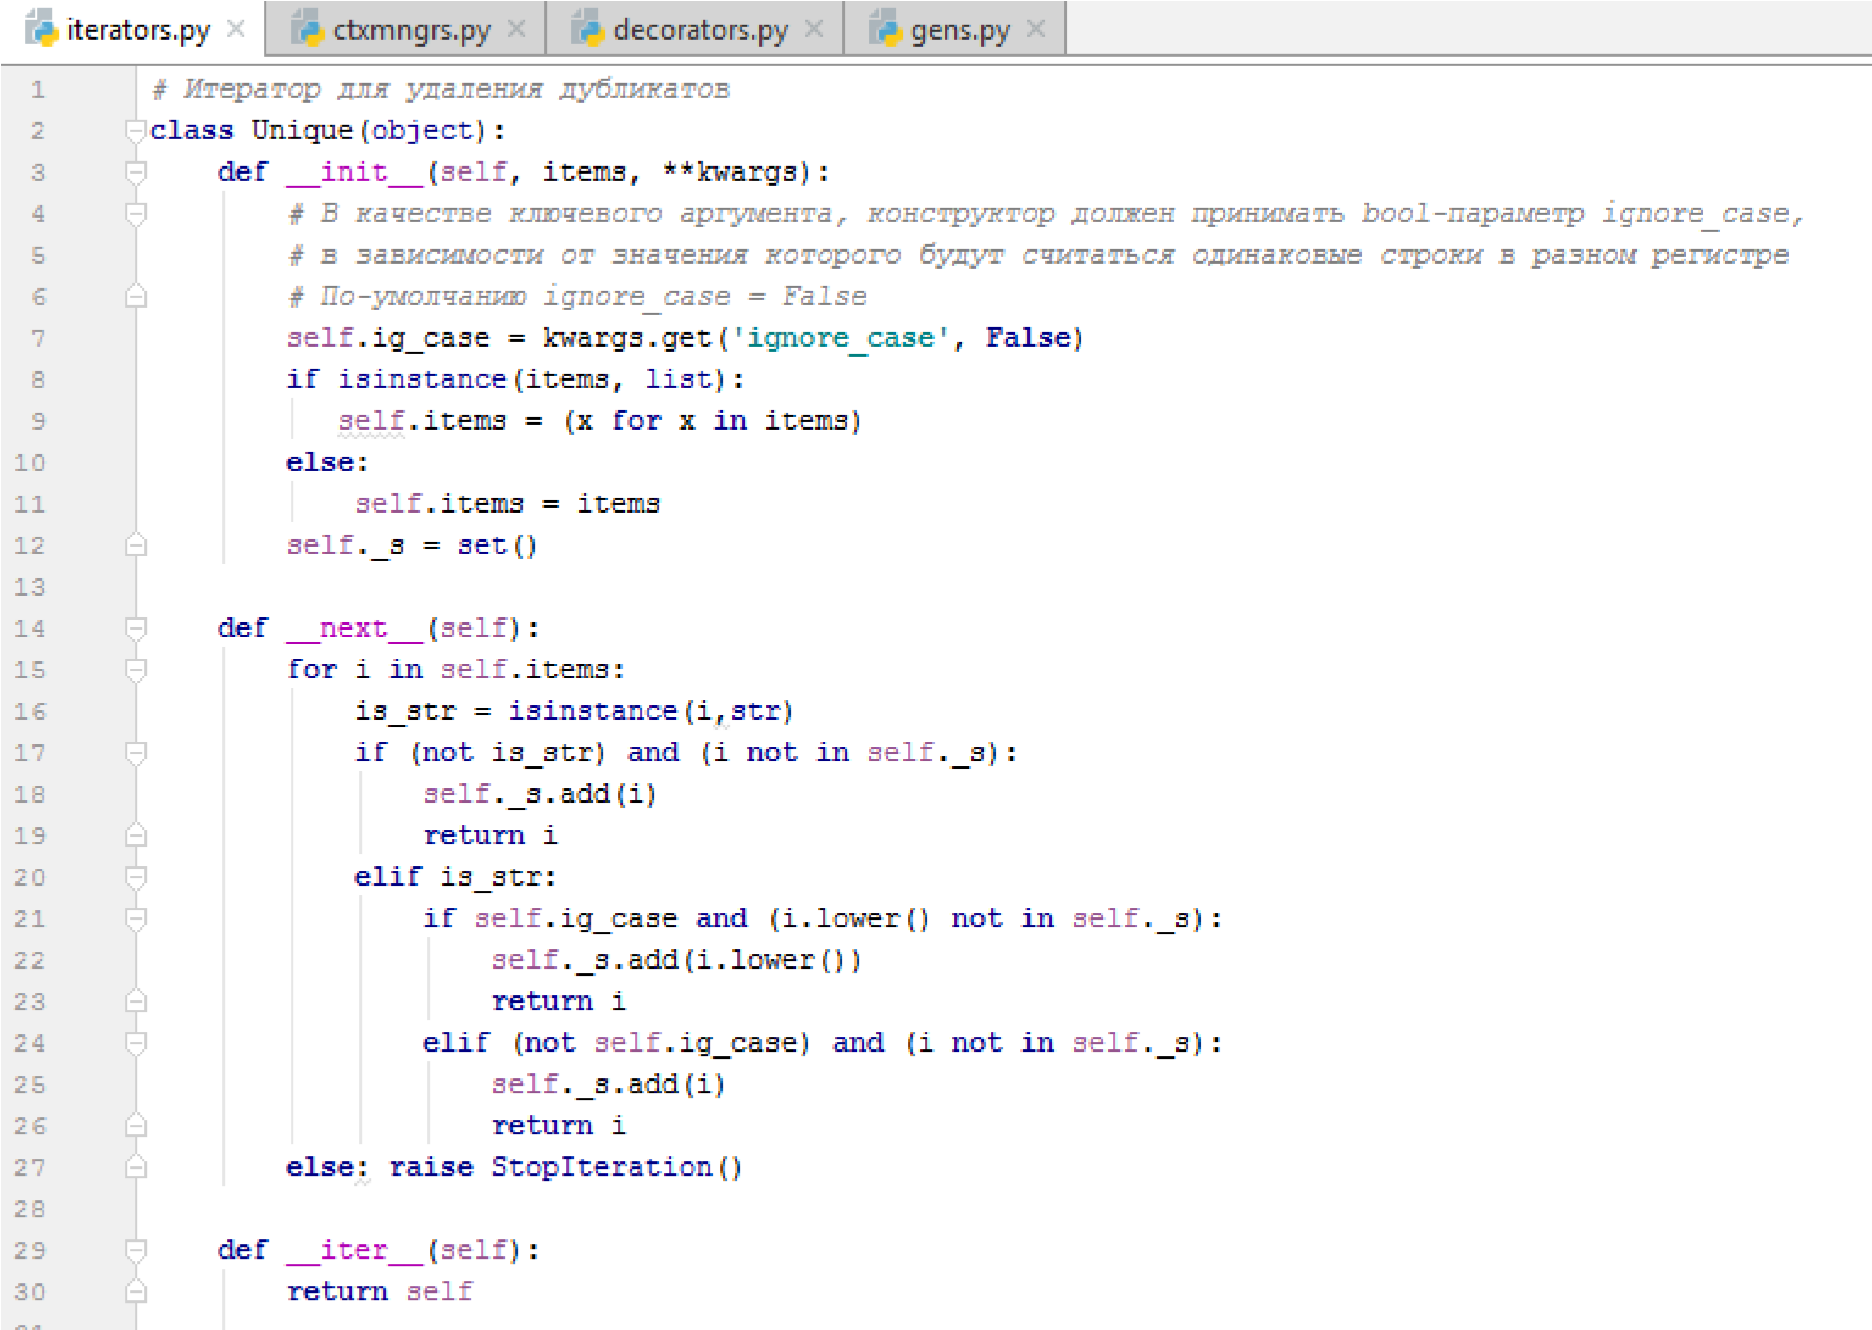 iterators.py ctxmngrs.py decorators.py gens.py
1 # Итератор для удаления дубликатов
2 class Unique(object):
3 def __init__(self, items, **kwargs):
4 # В качестве ключевого аргумента, конструктор должен принимать bool-параметр ignore_case,
5 # в зависимости от значения которого будут считаться одинаковые строки в разном регистре
6 # По-умолчанию ignore_case = False
7 self.ig_case = kwargs.get('ignore_case', False)
8 if isinstance(items, list):
9 self.items = (x for x in items)
10 else:
11 self.items = items
12 self._s = set()
13
14 def __next__(self):
15 for i in self.items:
16 is_str = isinstance(i,str)
17 if (not is_str) and (i not in self._s):
18 self._s.add(i)
19 return i
20 elif is_str:
21 if self.ig_case and (i.lower() not in self._s):
22 self._s.add(i.lower())
23 return i
24 elif (not self.ig_case) and (i not in self._s):
25 self._s.add(i)
26 return i
27 else: raise StopIteration()
28
29 def __iter__(self):
30 return self